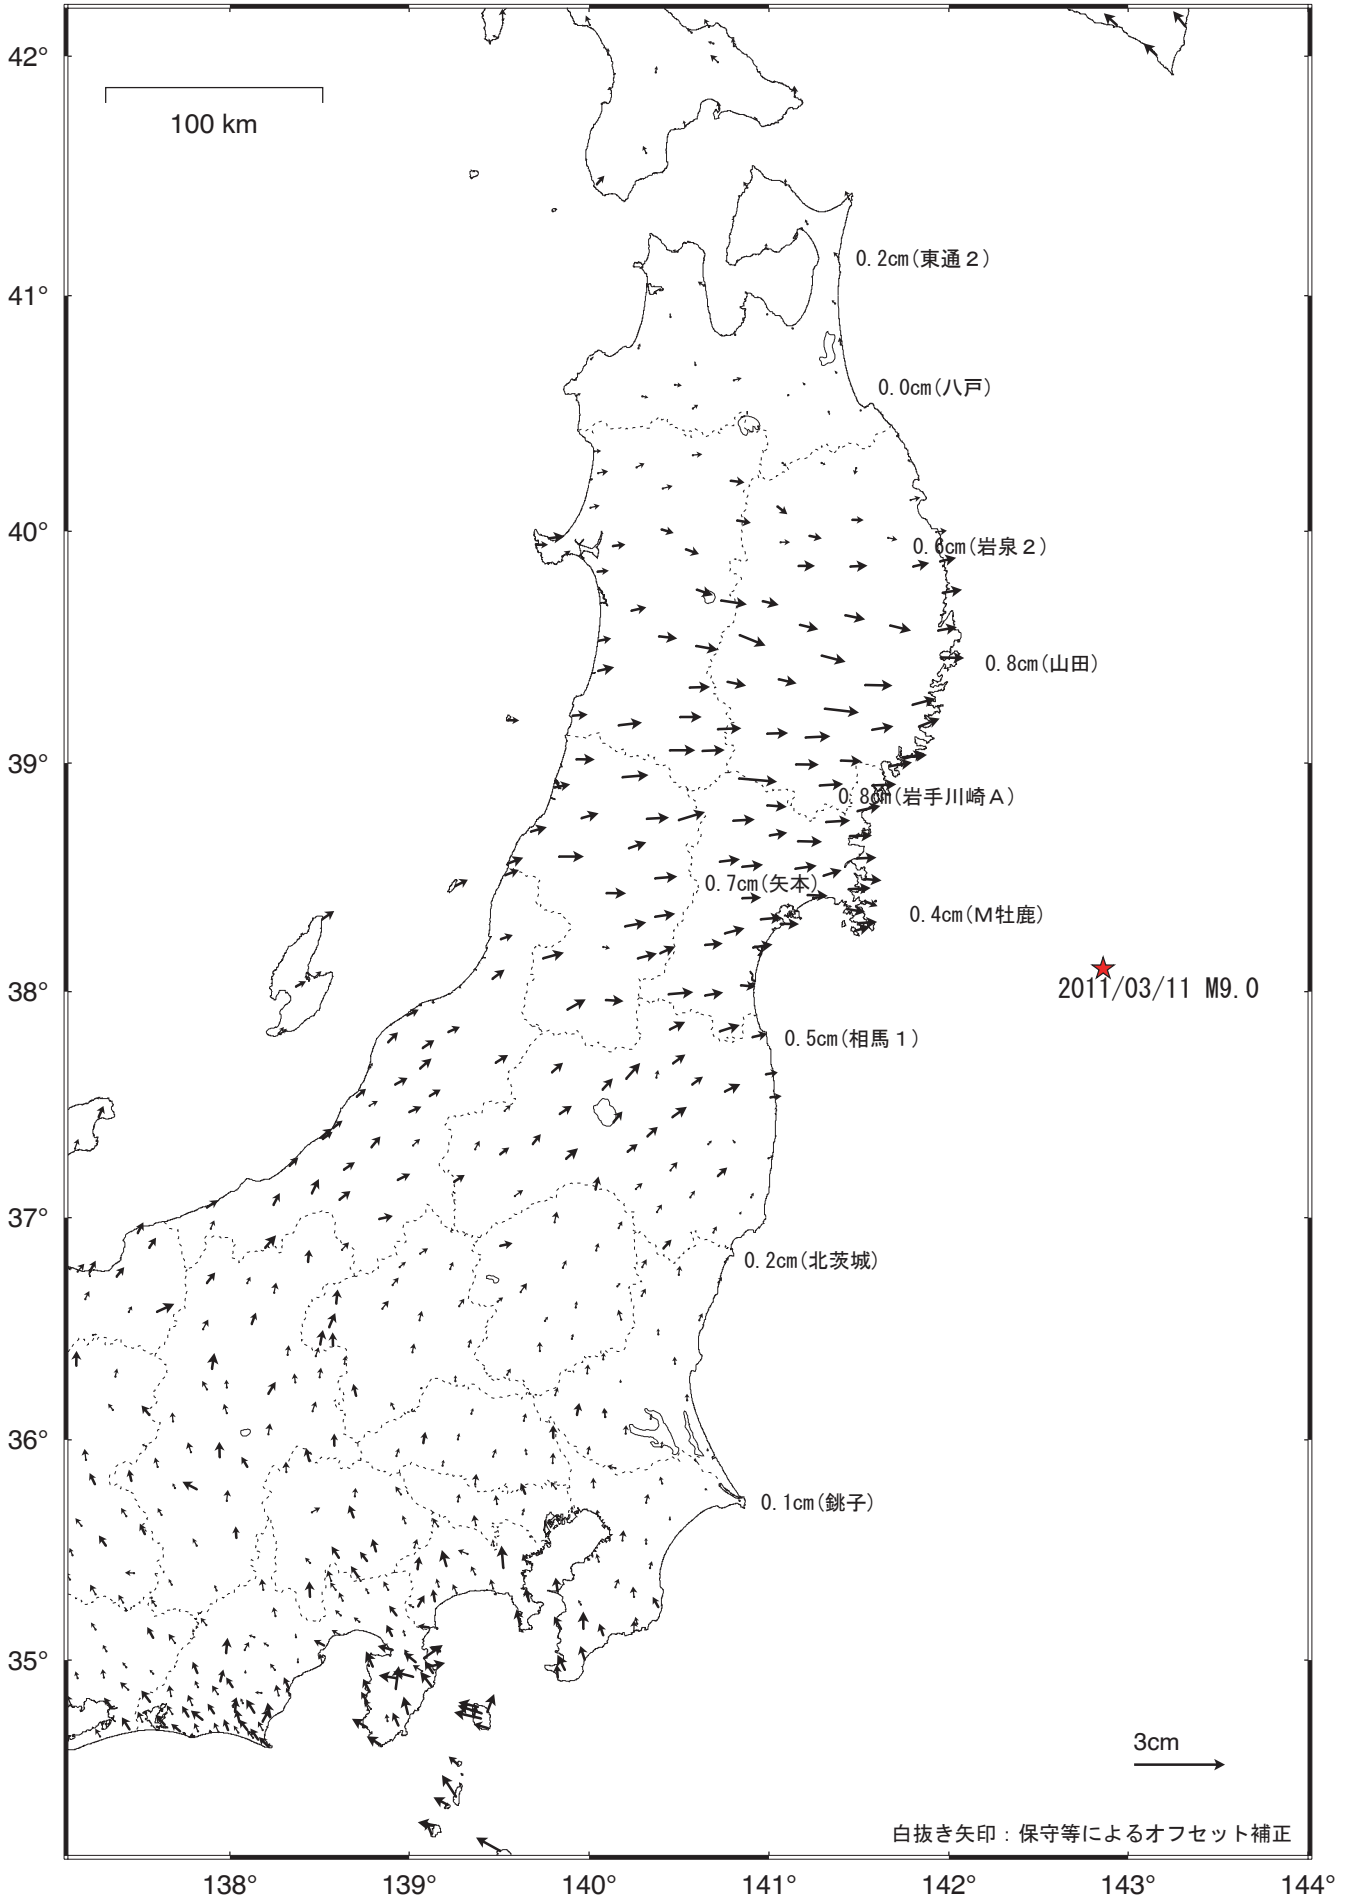 42°
100 km
0.2cm(東通２)
41°
0.0cm(八戸)
40°
0.6cm(岩泉２)
0.8cm(山田)
39°
0.8cm(岩手川崎Ａ)
0.7cm(矢本)
0.4cm(Ｍ牡鹿)
38°
2011/03/11 M9.0
0.5cm(相馬１)
37°
0.2cm(北茨城)
36°
0.1cm(銚子)
35°
3cm
白抜き矢印：保守等によるオフセット補正
138° 139° 140° 141° 142° 143° 144°